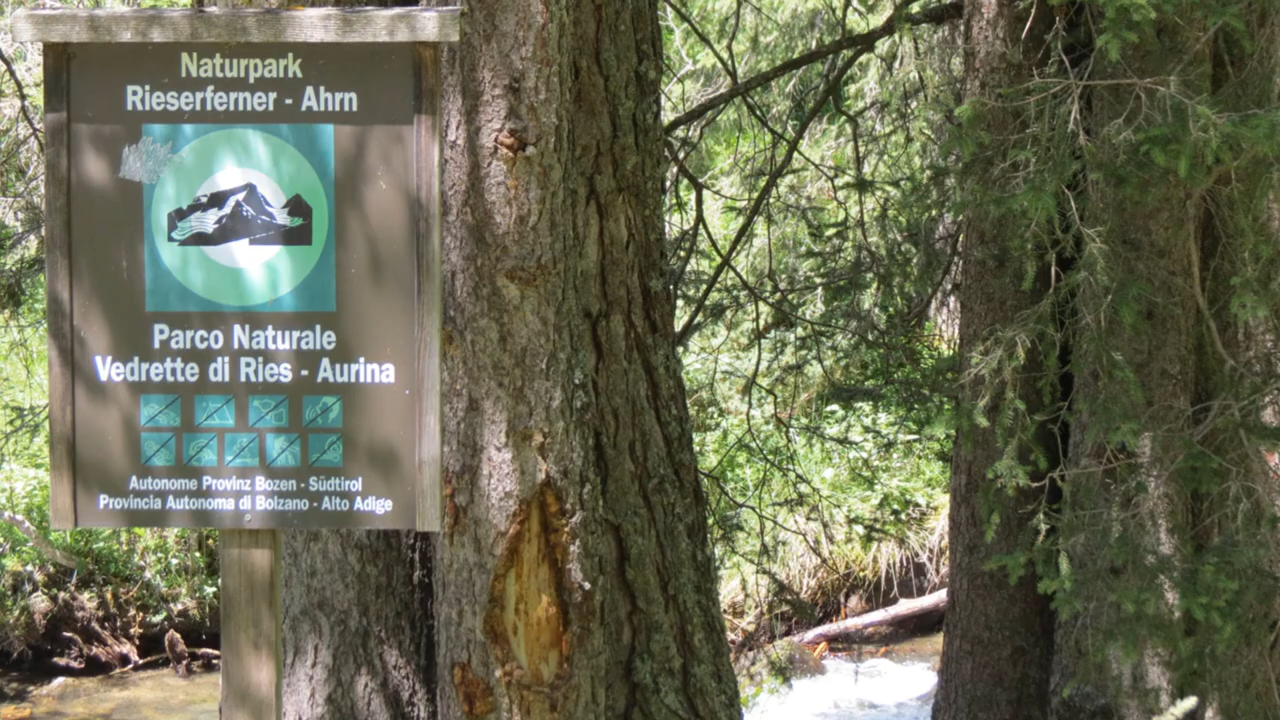 Naturpark
Rieserferner - Ahrn
Parco Naturale
Vedrette di Ries - Aurina
Autonome Provinz Bozen - Südtirol
Provincia Autonoma di Bolzano - Alto Adige